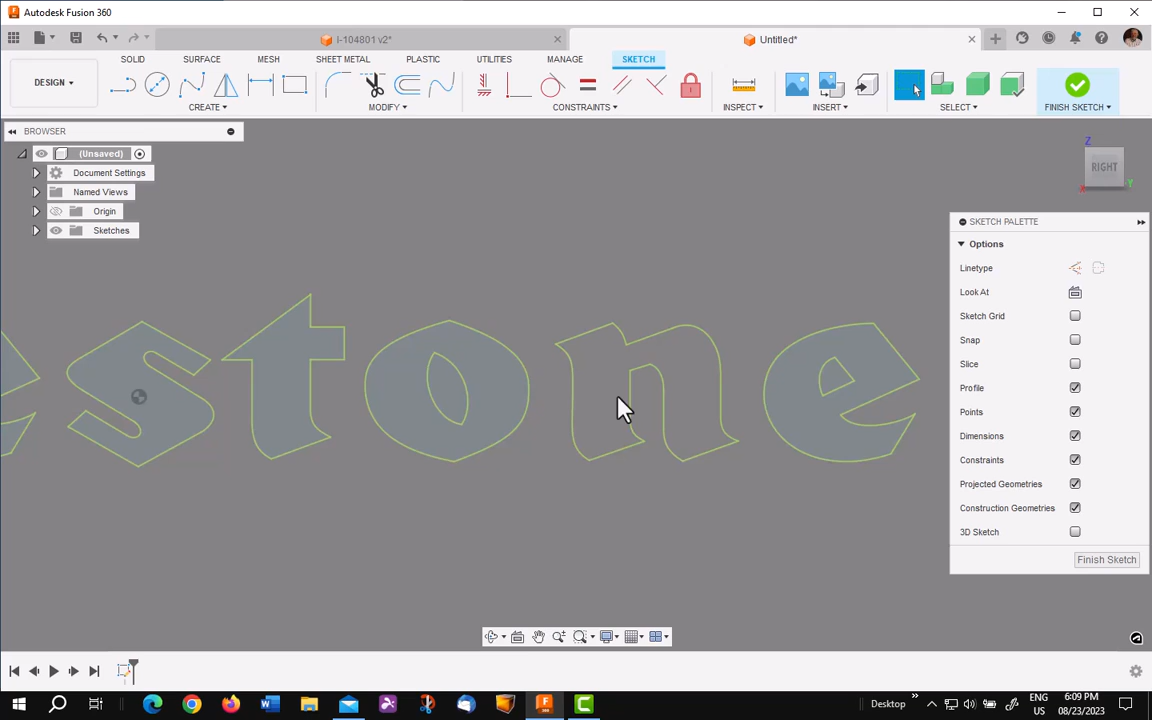 Autodesk Fusion 360
I-104801 v2*
Untitled*
DESIGN
SOLID
SURFACE
MESH
SHEET METAL
PLASTIC
UTILITIES
MANAGE
SKETCH
CREATE
MODIFY
CONSTRAINTS
INSPECT
INSERT
SELECT
FINISH SKETCH
BROWSER
(Unsaved)
Document Settings
Named Views
Origin
Sketches
Z
RIGHT
X
Y
SKETCH PALETTE
Options
Linetype
Look At
Sketch Grid
Snap
Slice
Profile
Points
Dimensions
Constraints
Projected Geometries
Construction Geometries
3D Sketch
Finish Sketch
estone
Desktop
ENG
US
6:09 PM
08/23/2023